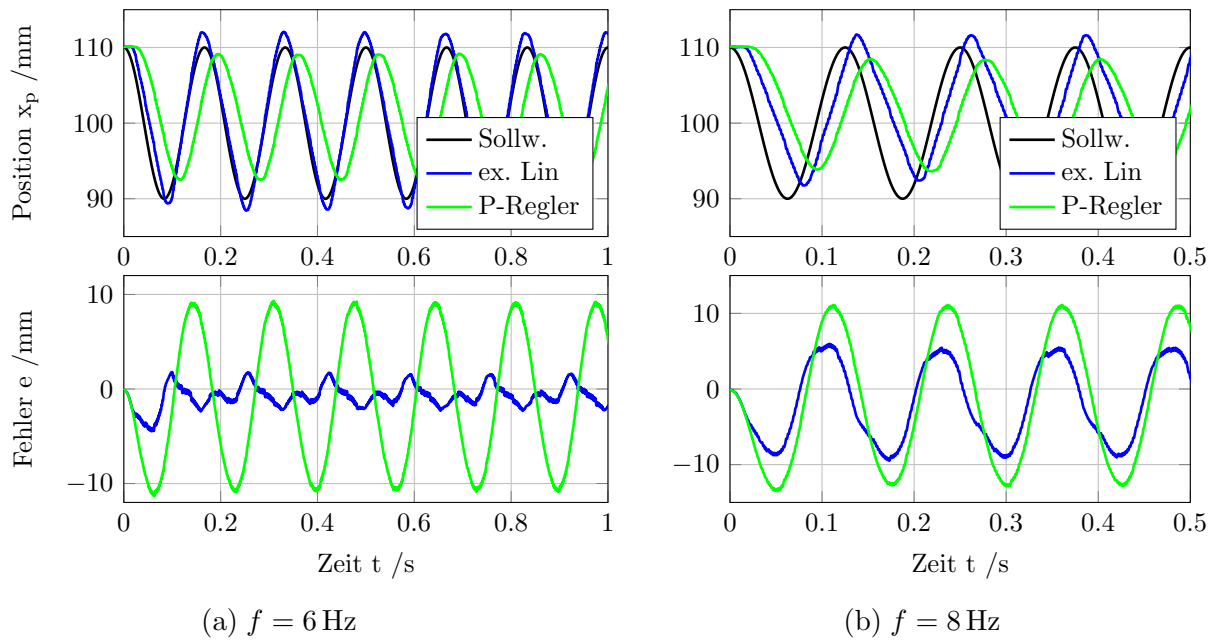 Position xp /mm
110
100
90
0 0.2 0.4 0.6 0.8 1
Sollw.
ex. Lin
P-Regler
110
100
90
0 0.1 0.2 0.3 0.4 0.5
Sollw.
ex. Lin
P-Regler
Fehler e /mm
10
0
−10
0 0.2 0.4 0.6 0.8 1
Zeit t /s
10
0
−10
0 0.1 0.2 0.3 0.4 0.5
Zeit t /s
(a) f = 6 Hz
(b) f = 8 Hz